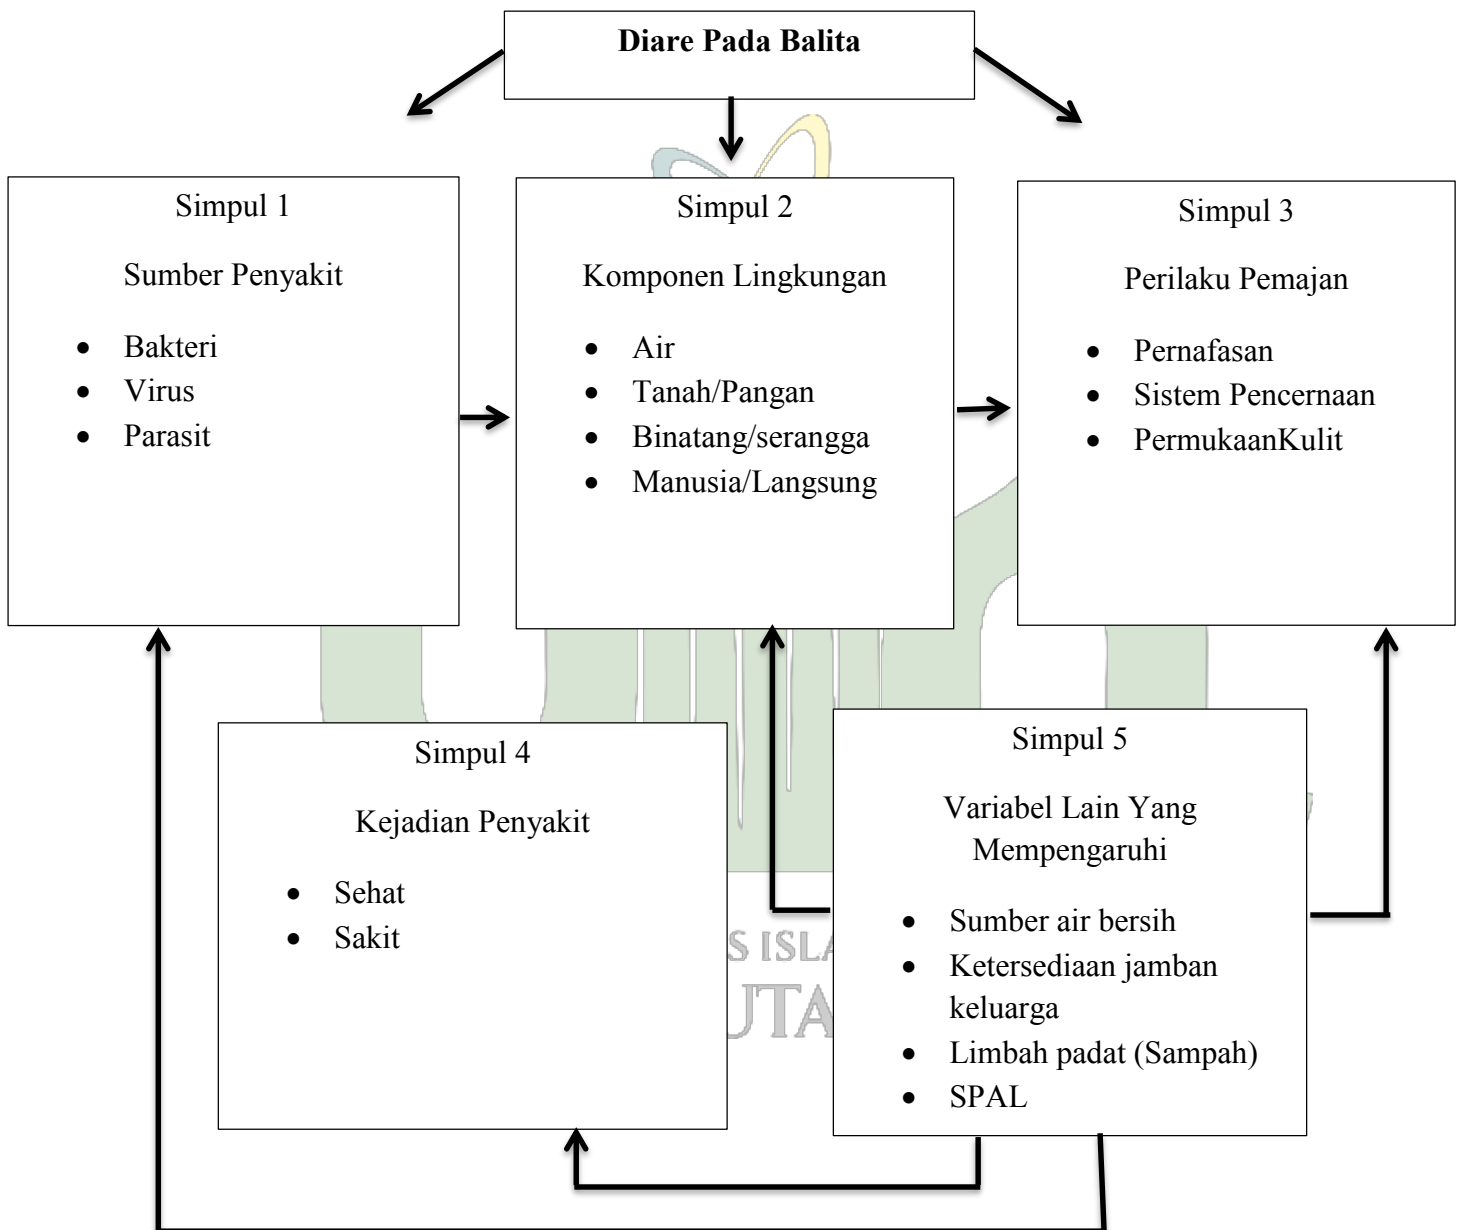 Diare Pada Balita
Simpul 1
Sumber Penyakit
• Bakteri
• Virus
• Parasit
Simpul 2
Komponen Lingkungan
• Air
• Tanah/Pangan
• Binatang/serangga
• Manusia/Langsung
Simpul 3
Perilaku Pemajan
• Pernafasan
• Sistem Pencernaan
• PermukaanKulit
Simpul 4
Kejadian Penyakit
• Sehat
• Sakit
Simpul 5
Variabel Lain Yang
Mempengaruhi
• Sumber air bersih
• Ketersediaan jamban
keluarga
• Limbah padat (Sampah)
• SPAL